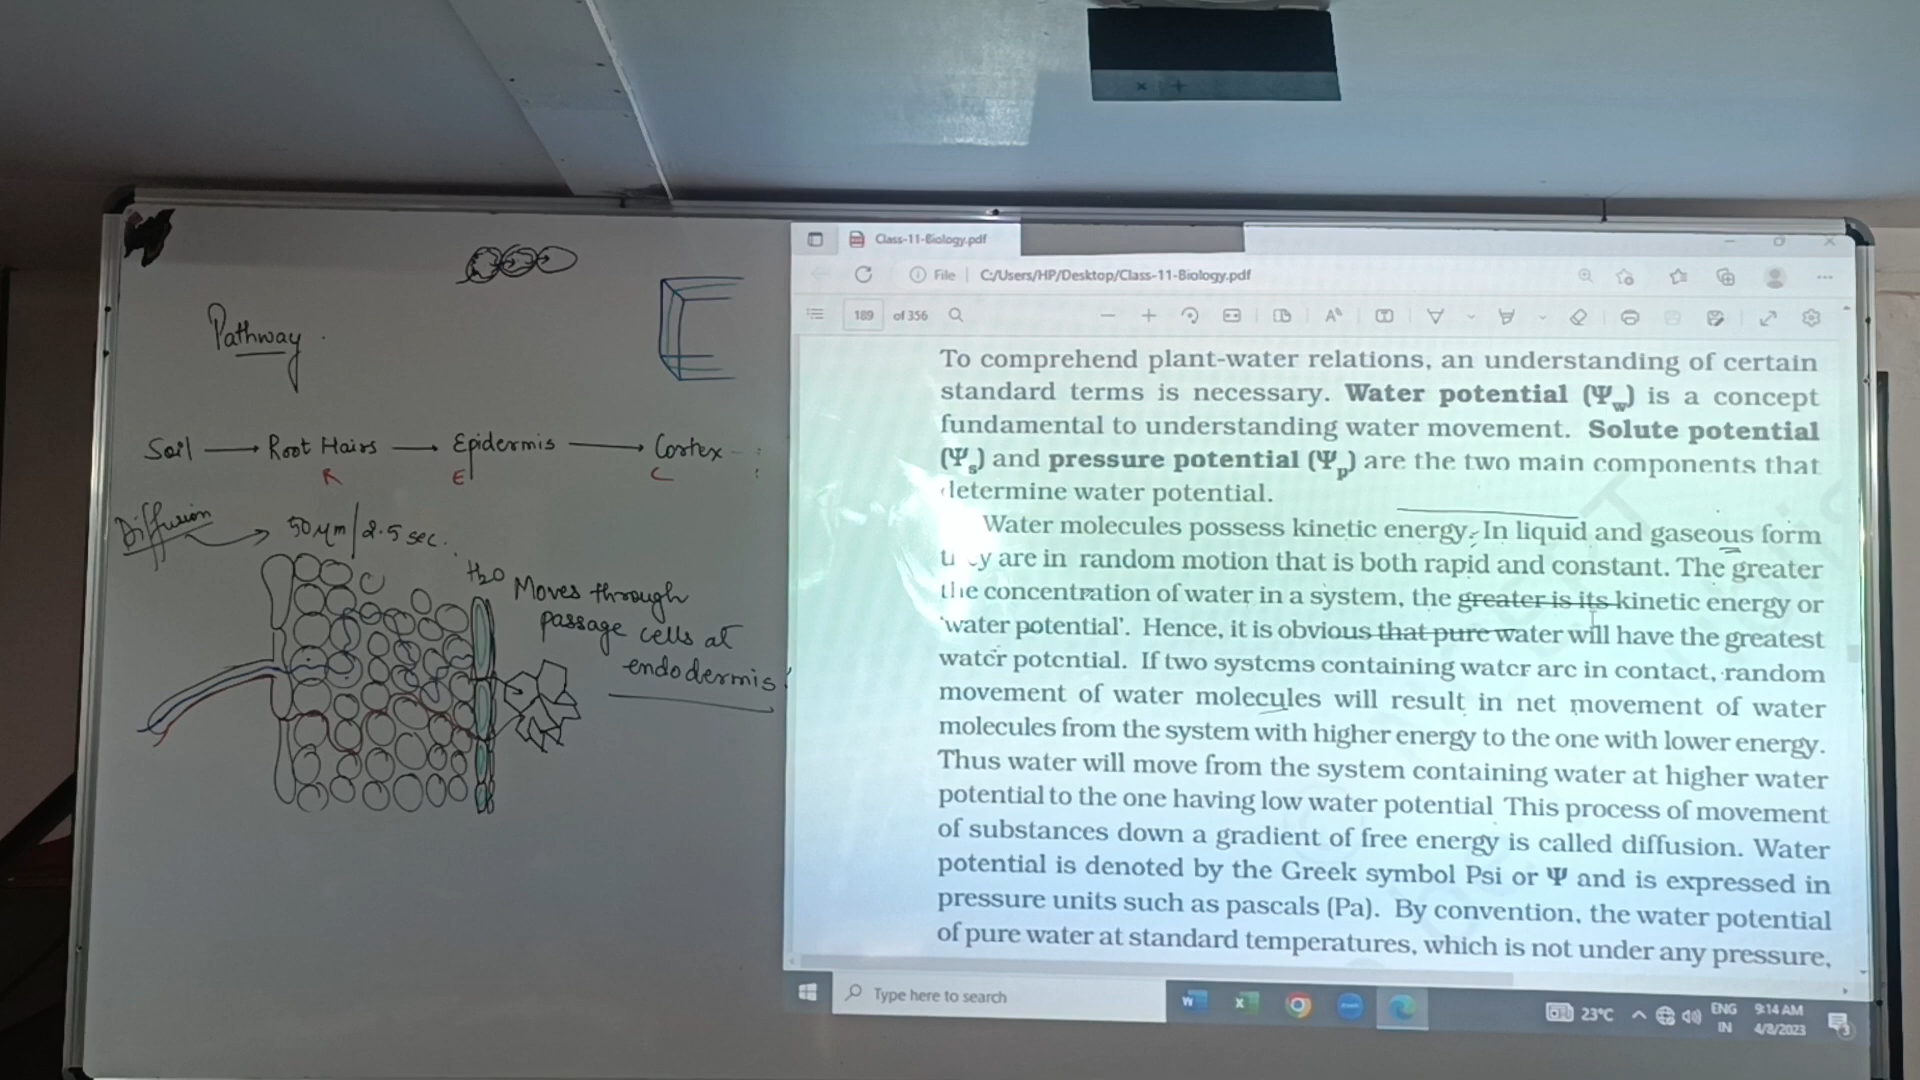 Pathway
Soil → Root Hairs → Epidermis → Cortex
R E C
Diffusion → 50 μm/2.5 sec.
H2O
Moves through
passage cells at
endodermis
Class-11-Biology.pdf
File | C:/Users/HP/Desktop/Class-11-Biology.pdf
189 of 356
To comprehend plant-water relations, an understanding of certain
standard terms is necessary. Water potential (Ψw) is a concept
fundamental to understanding water movement. Solute potential
(Ψs) and pressure potential (Ψp) are the two main components that
determine water potential.
Water molecules possess kinetic energy. In liquid and gaseous form
they are in random motion that is both rapid and constant. The greater
the concentration of water in a system, the greater is its kinetic energy or
'water potential'. Hence, it is obvious that pure water will have the greatest
water potential. If two systems containing water are in contact, random
movement of water molecules will result in net movement of water
molecules from the system with higher energy to the one with lower energy.
Thus water will move from the system containing water at higher water
potential to the one having low water potential This process of movement
of substances down a gradient of free energy is called diffusion. Water
potential is denoted by the Greek symbol Psi or Ψ and is expressed in
pressure units such as pascals (Pa). By convention, the water potential
of pure water at standard temperatures, which is not under any pressure,
Type here to search
23°C
ENG
IN
9:14 AM
4/8/2023
3